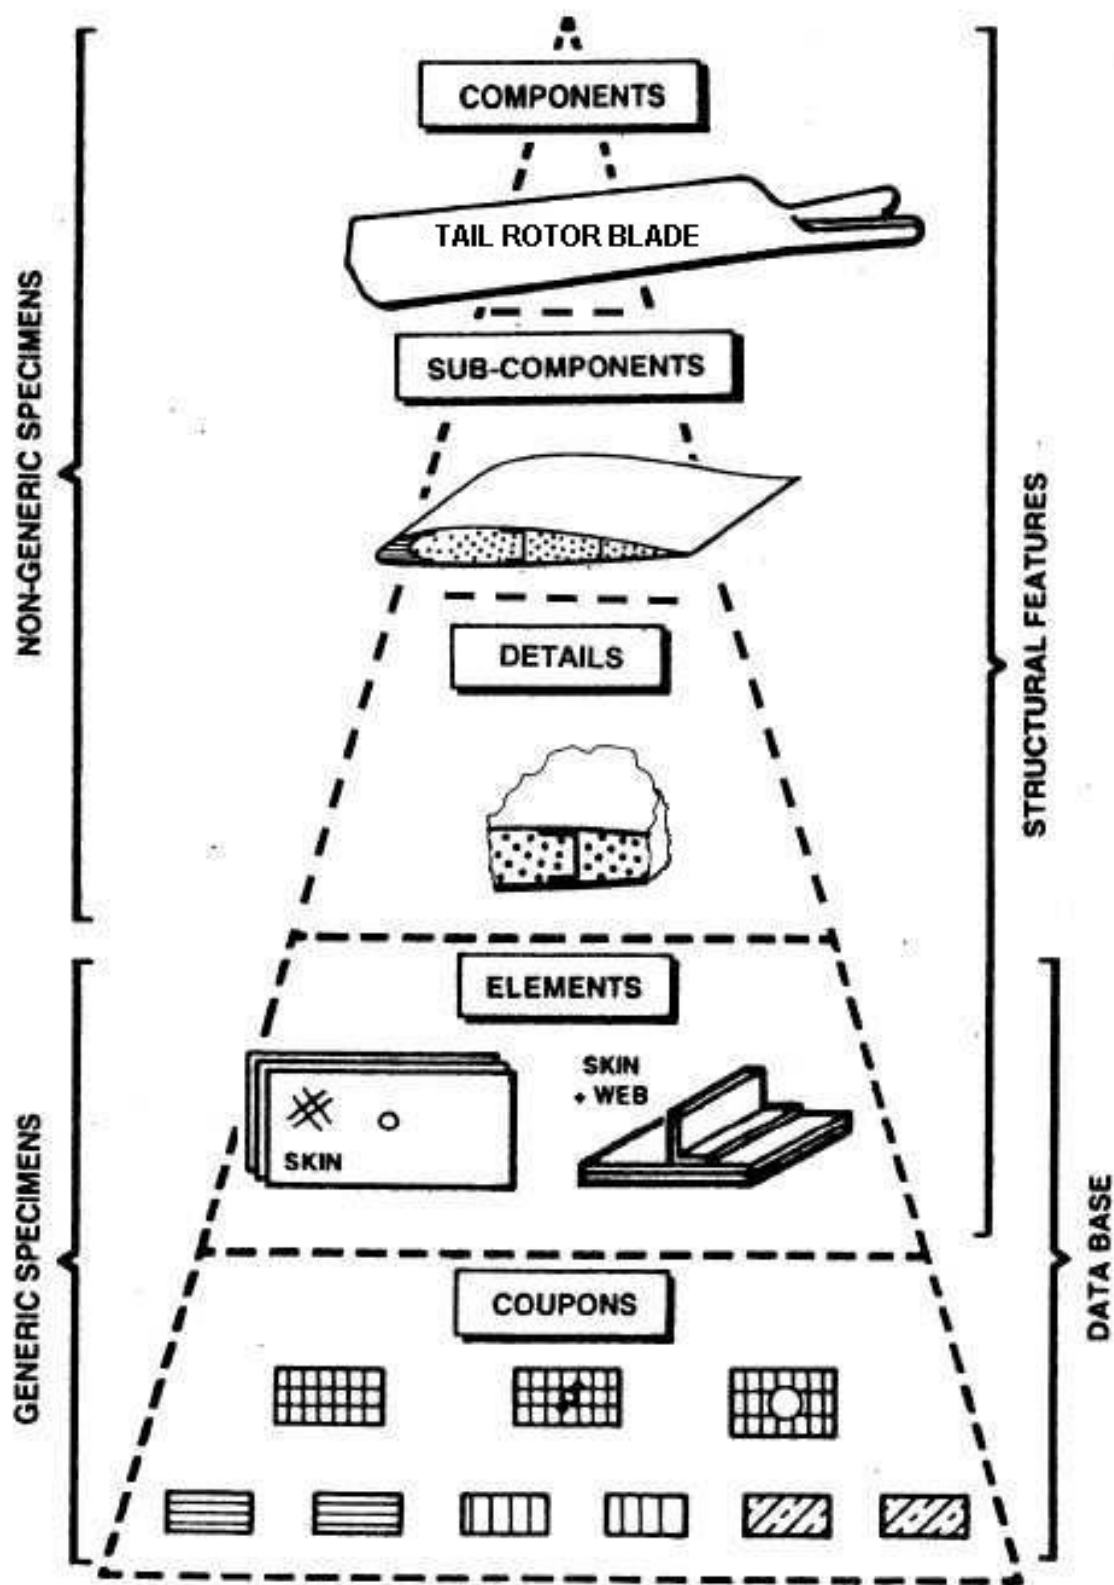 COMPONENTS
TAIL ROTOR BLADE
SUB-COMPONENTS
NON-GENERIC SPECIMENS
STRUCTURAL FEATURES
DETAILS
ELEMENTS
SKIN
SKIN
+ WEB
GENERIC SPECIMENS
DATA BASE
COUPONS